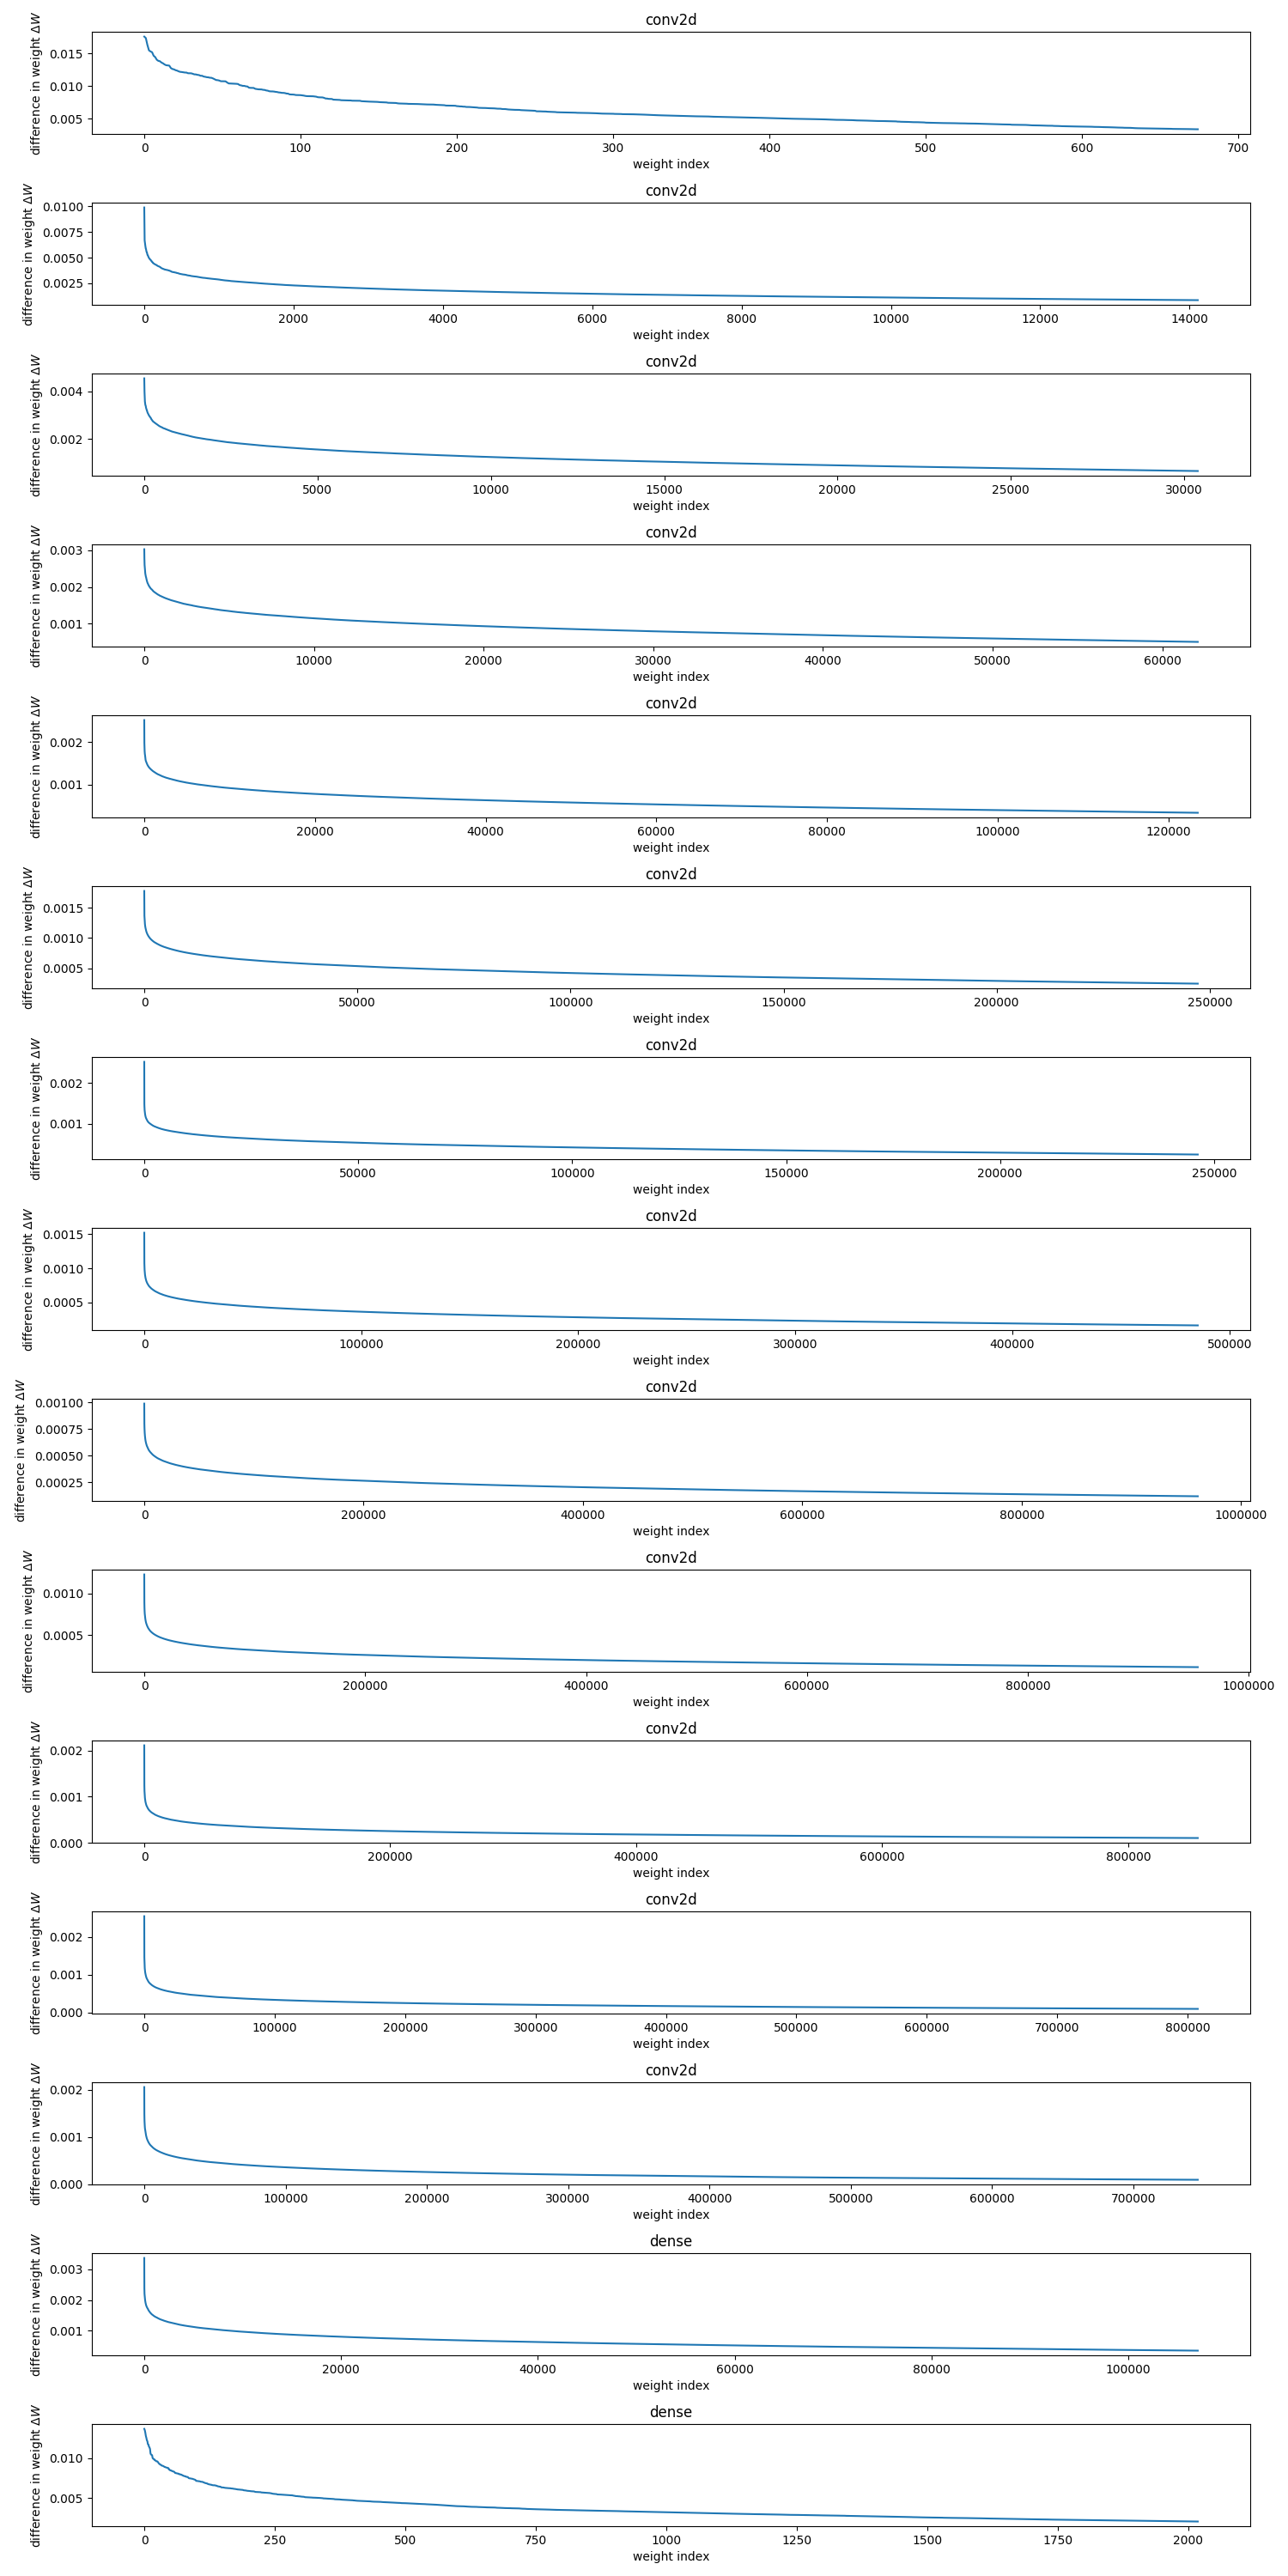 conv2d
difference in weight ΔW
0.015
0.010
0.005
0 100 200 300 400 500 600 700
weight index
conv2d
difference in weight ΔW
0.0100
0.0075
0.0050
0.0025
0 2000 4000 6000 8000 10000 12000 14000
weight index
conv2d
difference in weight ΔW
0.004
0.002
0 5000 10000 15000 20000 25000 30000
weight index
conv2d
difference in weight ΔW
0.003
0.002
0.001
0 10000 20000 30000 40000 50000 60000
weight index
conv2d
difference in weight ΔW
0.002
0.001
0 20000 40000 60000 80000 100000 120000
weight index
conv2d
difference in weight ΔW
0.0015
0.0010
0.0005
0 50000 100000 150000 200000 250000
weight index
conv2d
difference in weight ΔW
0.002
0.001
0 50000 100000 150000 200000 250000
weight index
conv2d
difference in weight ΔW
0.0015
0.0010
0.0005
0 100000 200000 300000 400000 500000
weight index
conv2d
difference in weight ΔW
0.00100
0.00075
0.00050
0.00025
0 200000 400000 600000 800000 1000000
weight index
conv2d
difference in weight ΔW
0.0010
0.0005
0 200000 400000 600000 800000 1000000
weight index
conv2d
difference in weight ΔW
0.002
0.001
0.000
0 200000 400000 600000 800000
weight index
conv2d
difference in weight ΔW
0.002
0.001
0.000
0 100000 200000 300000 400000 500000 600000 700000 800000
weight index
conv2d
difference in weight ΔW
0.002
0.001
0.000
0 100000 200000 300000 400000 500000 600000 700000
weight index
dense
difference in weight ΔW
0.003
0.002
0.001
0 20000 40000 60000 80000 100000
weight index
dense
difference in weight ΔW
0.010
0.005
0 250 500 750 1000 1250 1500 1750 2000
weight index